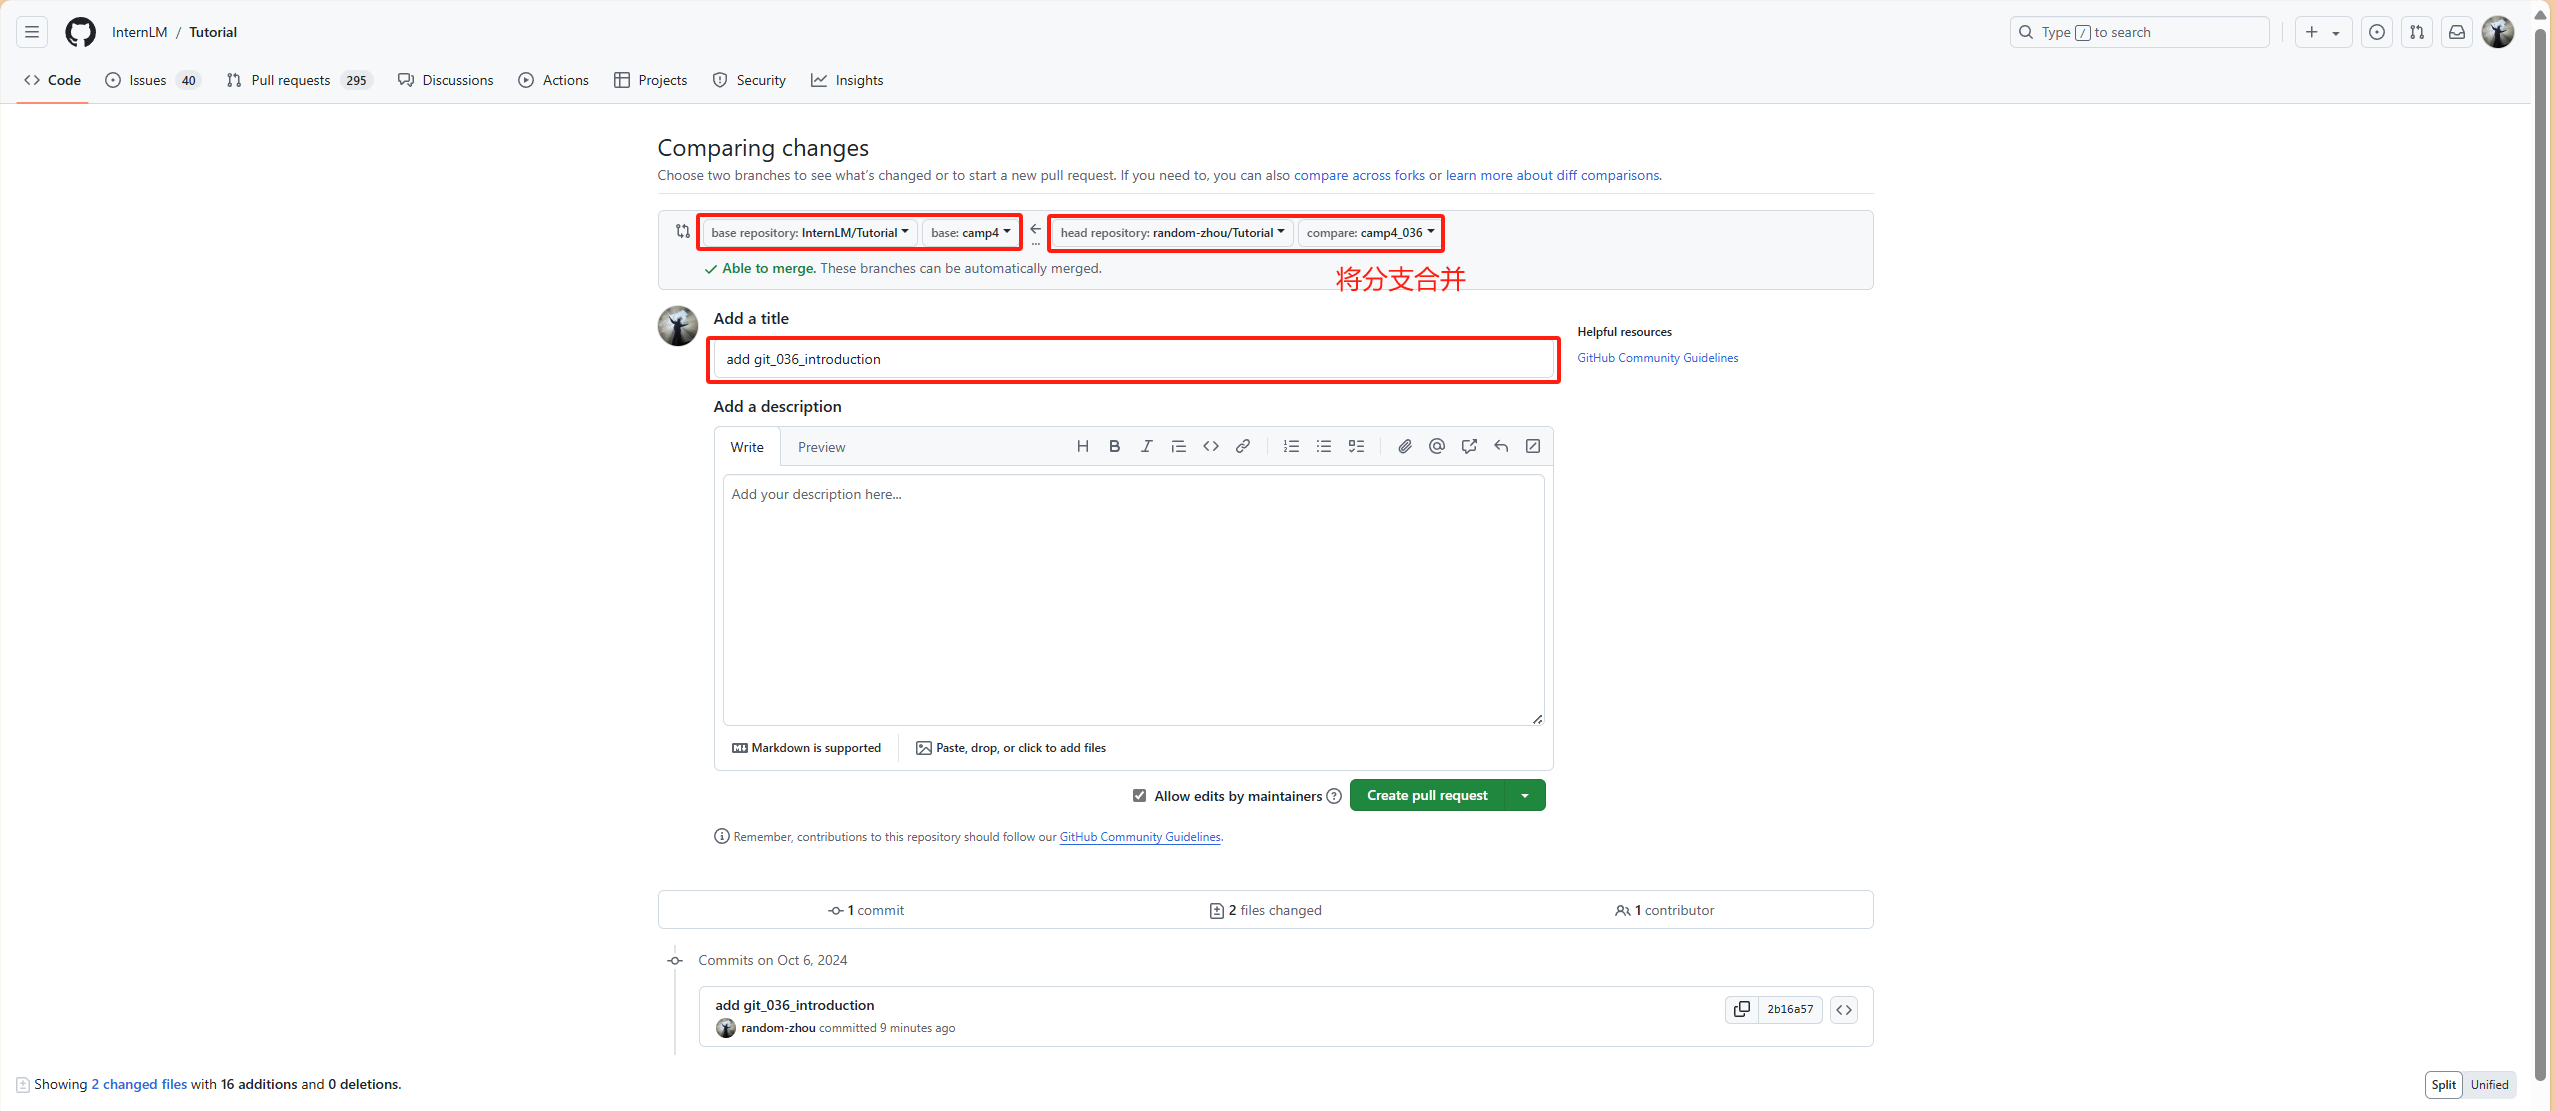 InternLM / Tutorial
Type / to search
Code
Issues 40
Pull requests 295
Discussions
Actions
Projects
Security
Insights
Comparing changes
Choose two branches to see what's changed or to start a new pull request. If you need to, you can also compare across forks or learn more about diff comparisons.
base repository: InternLM/Tutorial
base: camp4
head repository: random-zhou/Tutorial
compare: camp4_036
Able to merge. These branches can be automatically merged.
将分支合并
Add a title
add git_036_introduction
Helpful resources
GitHub Community Guidelines
Add a description
Write
Preview
Add your description here...
Markdown is supported
Paste, drop, or click to add files
Allow edits by maintainers
Create pull request
Remember, contributions to this repository should follow our GitHub Community Guidelines.
1 commit
2 files changed
1 contributor
Commits on Oct 6, 2024
add git_036_introduction
2b16a57
random-zhou committed 9 minutes ago
Showing 2 changed files with 16 additions and 0 deletions.
Split
Unified